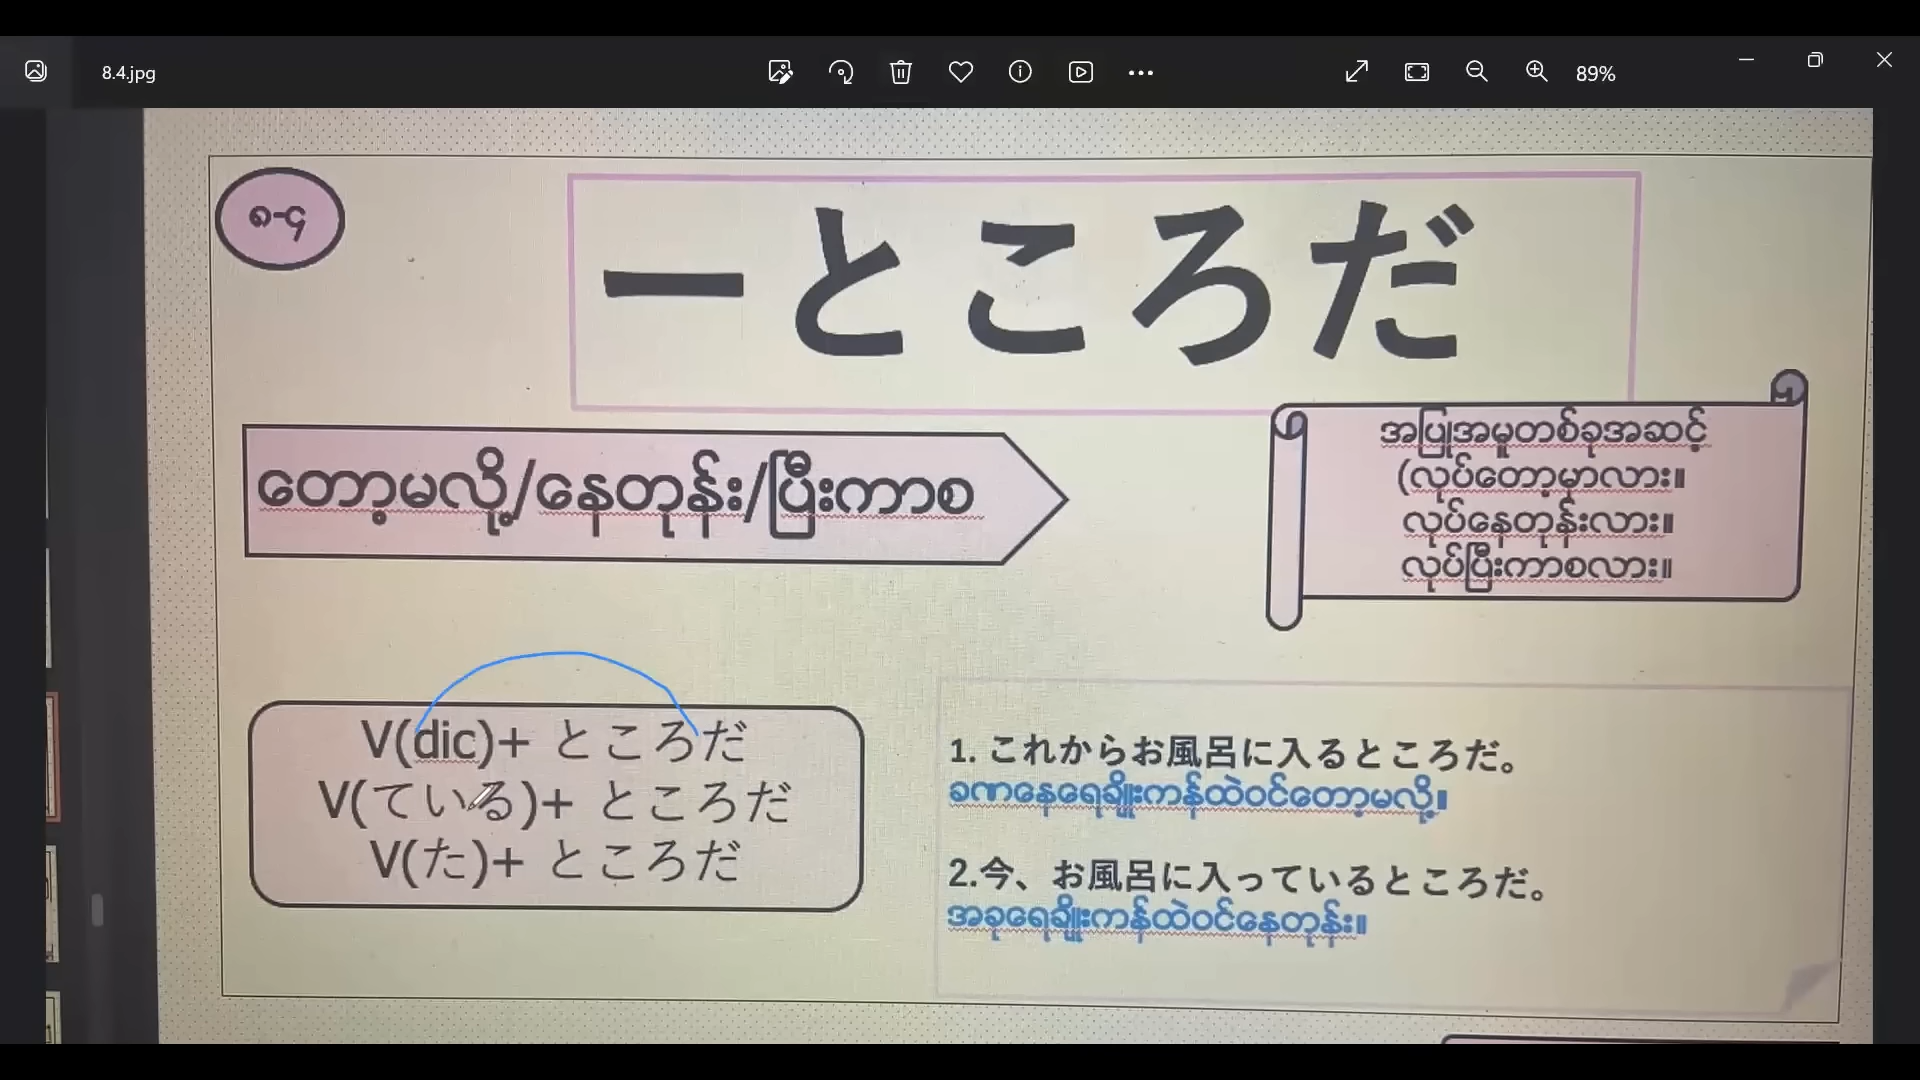 8.4.jpg
89%
၈-၄
ーところだ
တော့မလို့/နေတုန်း/ပြီးကာစ
အပြုအမူတစ်ခုအဆင့်
(လုပ်တော့မှာလား။
လုပ်နေတုန်းလား။
လုပ်ပြီးကာစလား။
V(dic)+ ところだ
V(ている)+ ところだ
V(た)+ ところだ
1. これからお風呂に入るところだ。
ခဏနေရေချိုးကန်ထဲဝင်တော့မလို့။
2.今、お風呂に入っているところだ。
အခုရေချိုးကန်ထဲဝင်နေတုန်း။